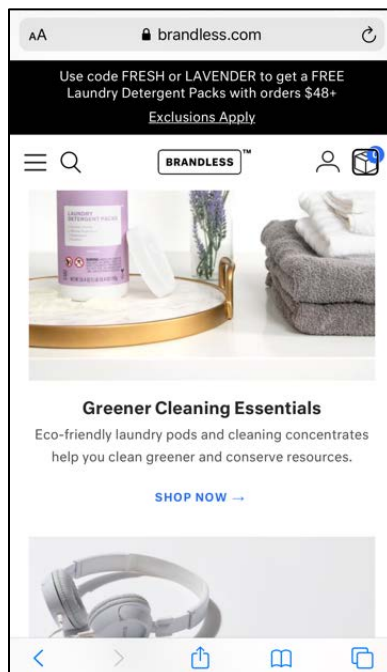 AA
brandless.com
Use code FRESH or LAVENDER to get a FREE
Laundry Detergent Packs with orders $48+
Exclusions Apply
BRANDLESS™
LAUNDRY
DETERGENT PACKS
Greener Cleaning Essentials
Eco-friendly laundry pods and cleaning concentrates
help you clean greener and conserve resources.
SHOP NOW →